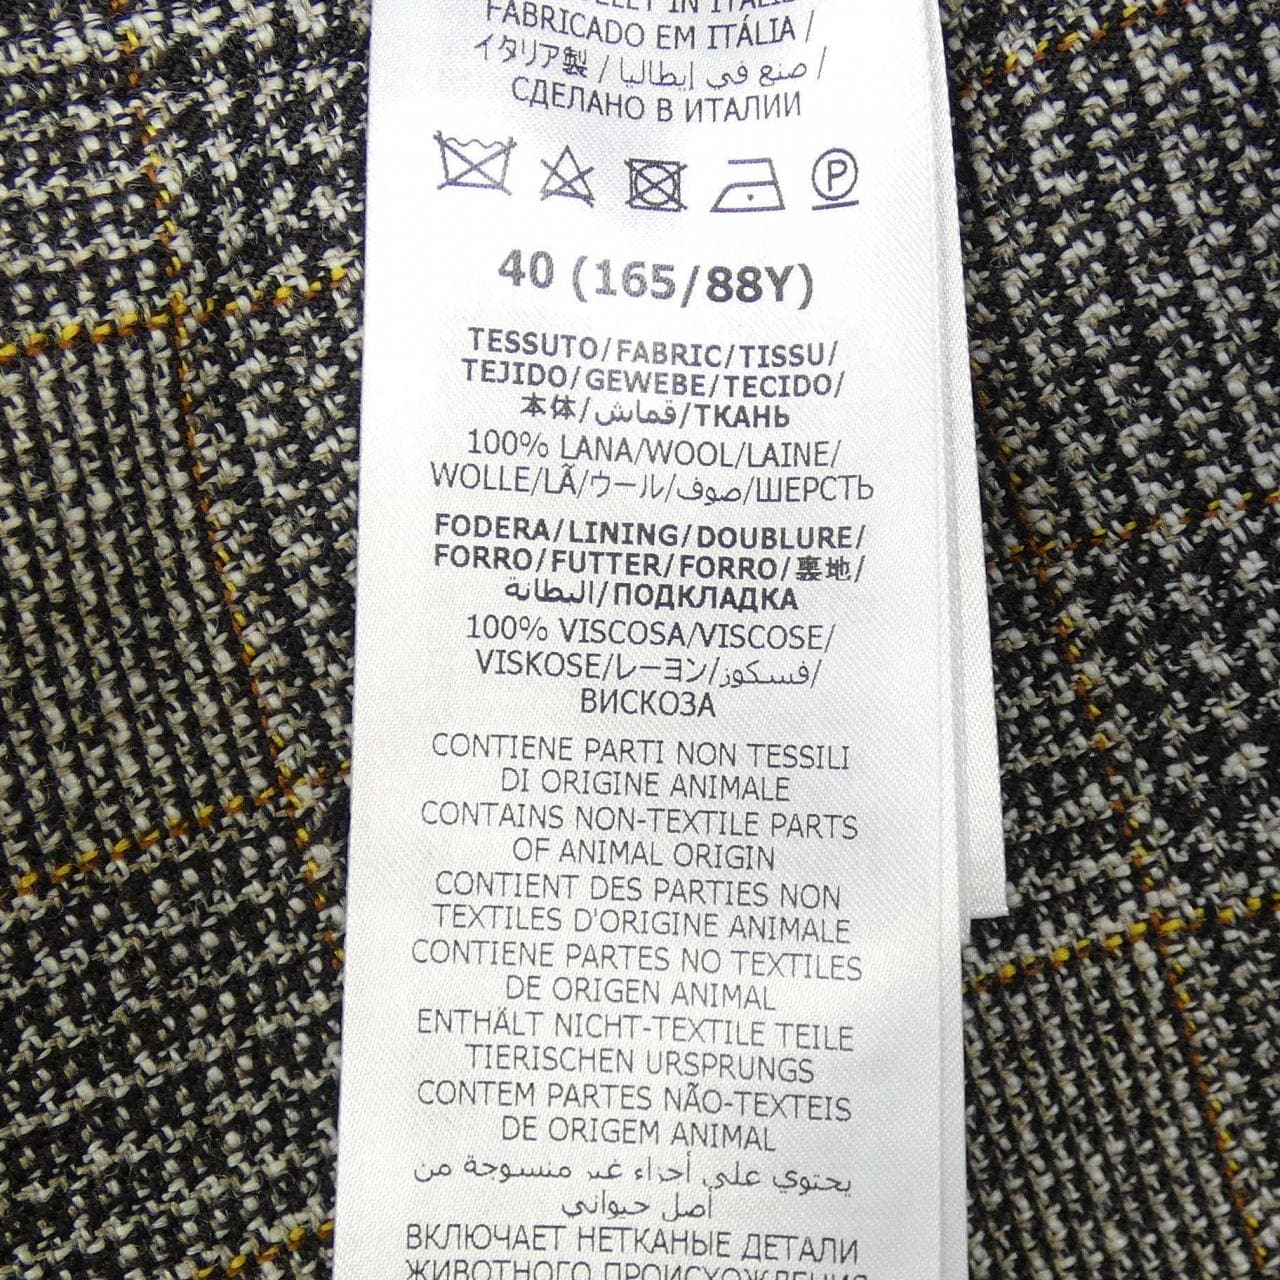 IN ITALIE
FABRICADO EM ITÁLIA /
イタリア製 / صنع في إيطاليا /
СДЕЛАНО В ИТАЛИИ
P
40 (165/88Y)
TESSUTO/FABRIC/TISSU/
TEJIDO/GEWEBE/TECIDO/
本体/قماش/ТКАНЬ
100% LANA/WOOL/LAINE/
WOLLE/LÃ/ウール/صوف/ШЕРСТЬ
FODERA/LINING/DOUBLURE/
FORRO/FUTTER/FORRO/裏地/
البطانة/ПОДКЛАДКА
100% VISCOSA/VISCOSE/
VISKOSE/レーヨン/فسكوز/
ВИСКОЗА
CONTIENE PARTI NON TESSILI
DI ORIGINE ANIMALE
CONTAINS NON-TEXTILE PARTS
OF ANIMAL ORIGIN
CONTIENT DES PARTIES NON
TEXTILES D'ORIGINE ANIMALE
CONTIENE PARTES NO TEXTILES
DE ORIGEN ANIMAL
ENTHÄLT NICHT-TEXTILE TEILE
TIERISCHEN URSPRUNGS
CONTEM PARTES NÃO-TEXTEIS
DE ORIGEM ANIMAL
يحتوي علي أجزاء غير منسوجة من
أصل حيواني
ВКЛЮЧАЕТ НЕТКАНЫЕ ДЕТАЛИ
ЖИВОТНОГО ПРОИСХОЖДЕНИЯ